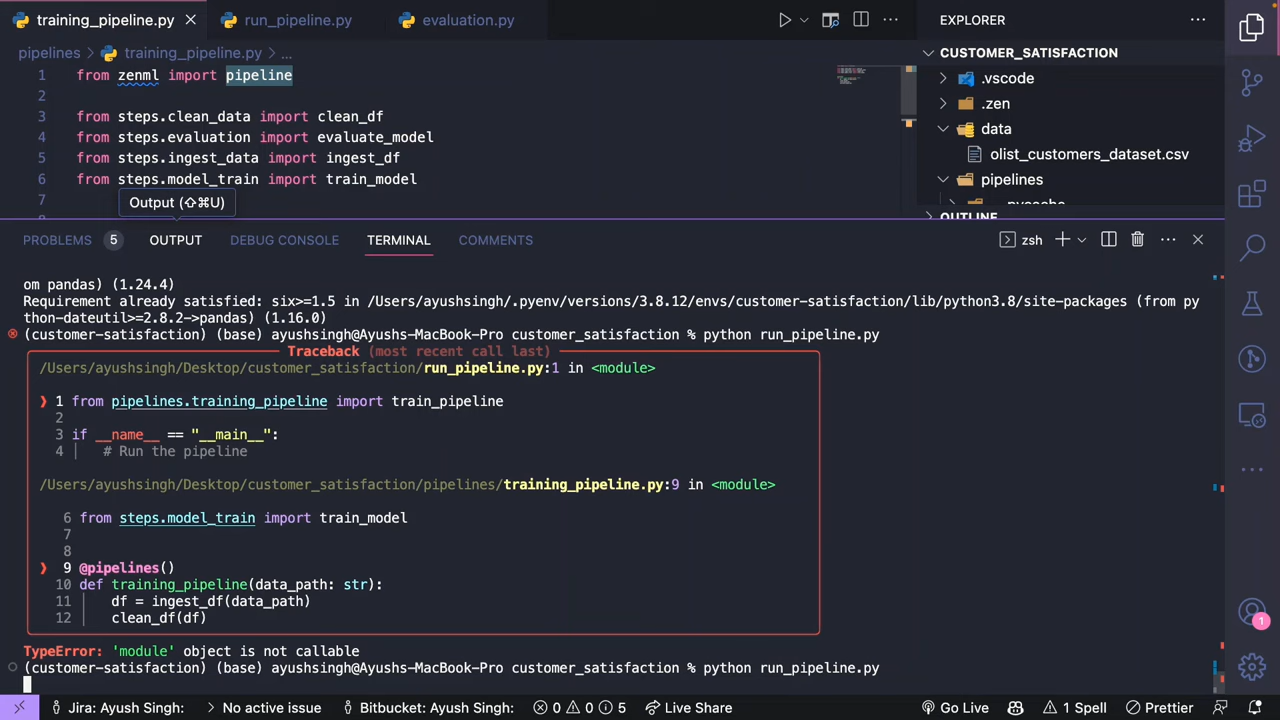 training_pipeline.py
run_pipeline.py
evaluation.py
EXPLORER
pipelines > training_pipeline.py > ...
CUSTOMER_SATISFACTION
1 from zenml import pipeline
2
3 from steps.clean_data import clean_df
4 from steps.evaluation import evaluate_model
5 from steps.ingest_data import ingest_df
6 from steps.model_train import train_model
7
Output (⇧⌘U)
.vscode
.zen
data
olist_customers_dataset.csv
pipelines
OUTLINE
PROBLEMS 5 OUTPUT DEBUG CONSOLE TERMINAL COMMENTS
zsh
om pandas) (1.24.4)
Requirement already satisfied: six>=1.5 in /Users/ayushsingh/.pyenv/versions/3.8.12/envs/customer-satisfaction/lib/python3.8/site-packages (from py
thon-dateutil>=2.8.2->pandas) (1.16.0)
(customer-satisfaction) (base) ayushsingh@Ayushs-MacBook-Pro customer_satisfaction % python run_pipeline.py
Traceback (most recent call last)
/Users/ayushsingh/Desktop/customer_satisfaction/run_pipeline.py:1 in <module>
❱ 1 from pipelines.training_pipeline import train_pipeline
2
3 if __name__ == "__main__":
4 │ # Run the pipeline
/Users/ayushsingh/Desktop/customer_satisfaction/pipelines/training_pipeline.py:9 in <module>
6 from steps.model_train import train_model
7
8
❱ 9 @pipelines()
10 def training_pipeline(data_path: str):
11 │ df = ingest_df(data_path)
12 │ clean_df(df)
TypeError: 'module' object is not callable
(customer-satisfaction) (base) ayushsingh@Ayushs-MacBook-Pro customer_satisfaction % python run_pipeline.py
1
Jira: Ayush Singh: > No active issue Bitbucket: Ayush Singh: 0 0 5 Live Share Go Live 1 Spell Prettier